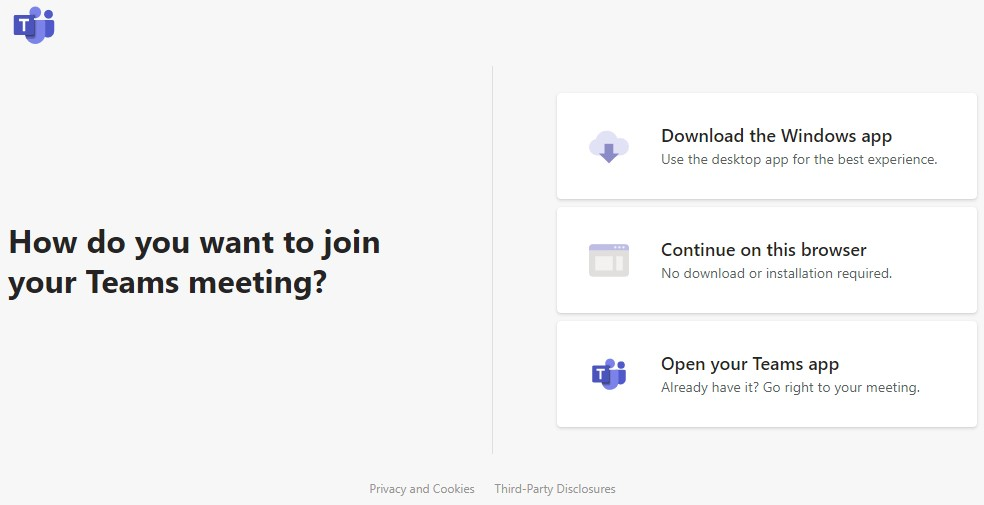 T
How do you want to join
your Teams meeting?
Download the Windows app
Use the desktop app for the best experience.
Continue on this browser
No download or installation required.
T
Open your Teams app
Already have it? Go right to your meeting.
Privacy and Cookies
Third-Party Disclosures